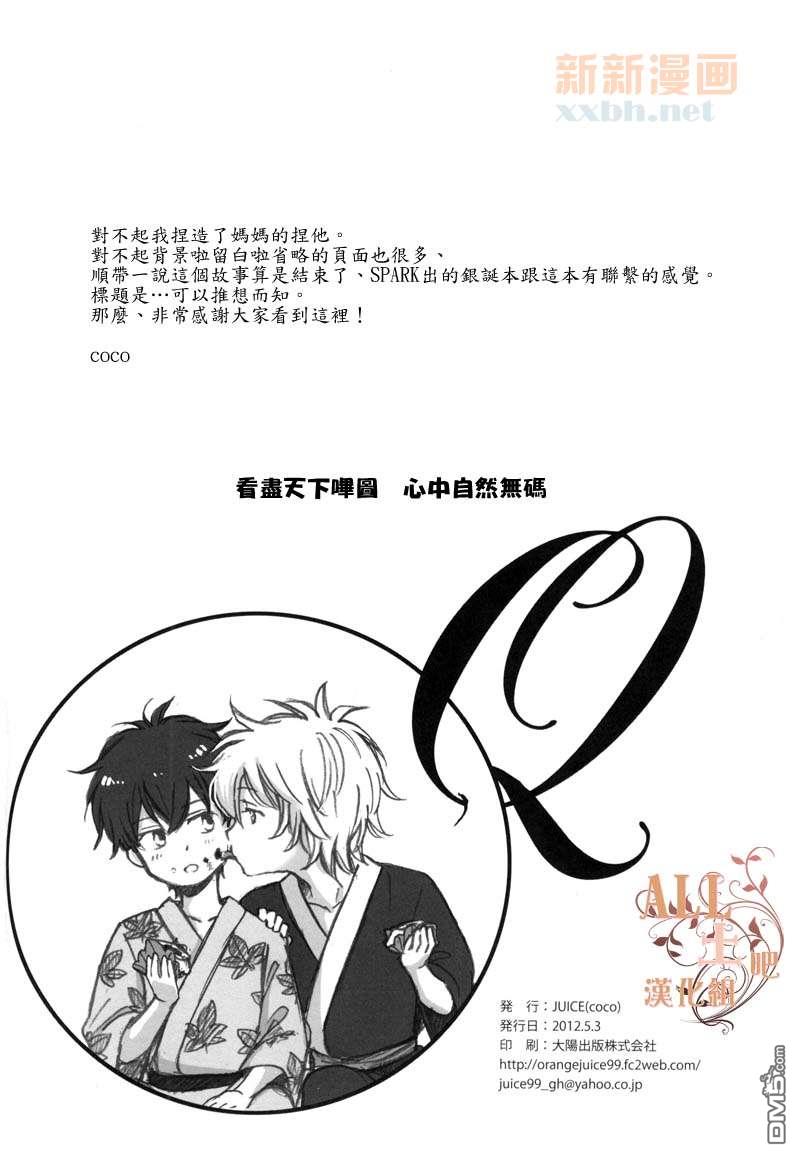 新新漫画
xxbh.net
對不起我捏造了媽媽的捏他。
對不起背景啦留白啦省略的頁面也很多、
順帶一說這個故事算是結束了、SPARK出的銀誕本跟這本有聯繫的感覺。
標題是…可以推想而知。
那麼、非常感謝大家看到這裡！
coco
看盡天下嗶圖　心中自然無碼
Q
ALL
土
吧
漢化組
発　行：JUICE(coco)
発行日：2012.5.3
印　刷：大陽出版株式会社
http://orangejuice99.fc2web.com/
juice99_gh@yahoo.co.jp
DM5.com